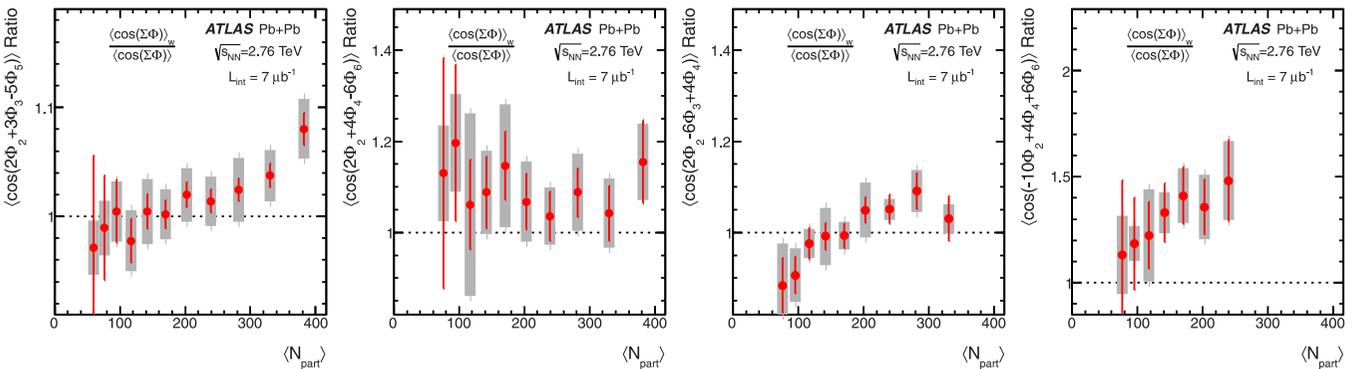 ⟨cos(2Φ₂+3Φ₃-5Φ₅)⟩ Ratio
⟨cos(ΣΦ)⟩w
⟨cos(ΣΦ)⟩
ATLAS Pb+Pb
√sNN=2.76 TeV
Lint = 7 μb⁻¹
1.1
1
0 100 200 300 400
⟨Npart⟩
⟨cos(2Φ₂+4Φ₄-6Φ₆)⟩ Ratio
⟨cos(ΣΦ)⟩w
⟨cos(ΣΦ)⟩
ATLAS Pb+Pb
√sNN=2.76 TeV
Lint = 7 μb⁻¹
1.4
1.2
1
0 100 200 300 400
⟨Npart⟩
⟨cos(2Φ₂-6Φ₃+4Φ₄)⟩ Ratio
⟨cos(ΣΦ)⟩w
⟨cos(ΣΦ)⟩
ATLAS Pb+Pb
√sNN=2.76 TeV
Lint = 7 μb⁻¹
1.4
1.2
1
0 100 200 300 400
⟨Npart⟩
⟨cos(-10Φ₂+4Φ₄+6Φ₆)⟩ Ratio
⟨cos(ΣΦ)⟩w
⟨cos(ΣΦ)⟩
ATLAS Pb+Pb
√sNN=2.76 TeV
Lint = 7 μb⁻¹
2
1.5
1
0 100 200 300 400
⟨Npart⟩